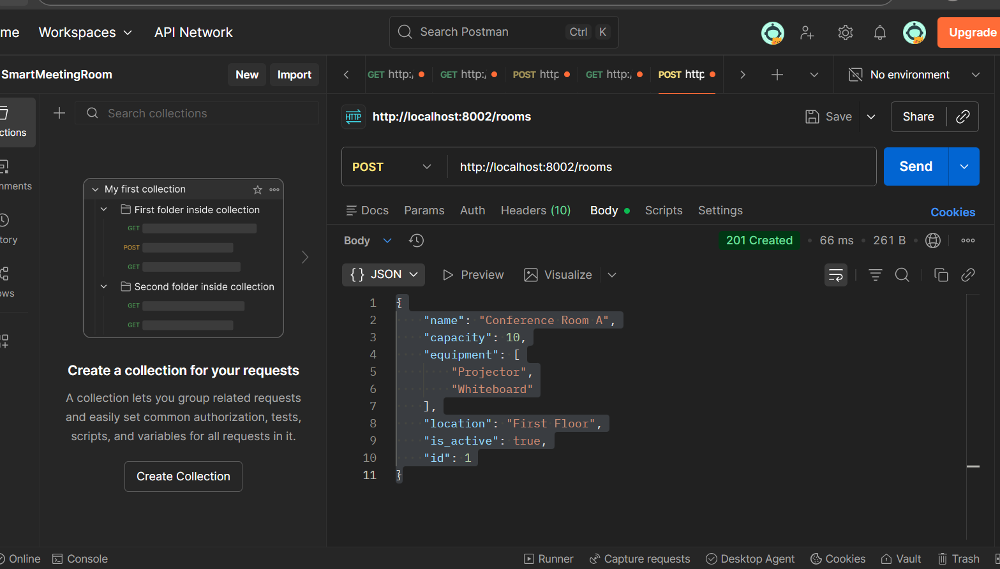 me Workspaces API Network Search Postman Ctrl K Upgrade
SmartMeetingRoom New Import GET http:/ GET http:/ POST http GET http:/ POST http No environment
Search collections
ctions
nments
tory
ows
My first collection
First folder inside collection
GET
POST
GET
Second folder inside collection
GET
GET
Create a collection for your requests
A collection lets you group related requests
and easily set common authorization, tests,
scripts, and variables for all requests in it.
Create Collection
HTTP http://localhost:8002/rooms Save Share
POST http://localhost:8002/rooms Send
Docs Params Auth Headers (10) Body Scripts Settings Cookies
Body 201 Created • 66 ms • 261 B •
{} JSON Preview Visualize
1 {
2 "name": "Conference Room A",
3 "capacity": 10,
4 "equipment": [
5 "Projector",
6 "Whiteboard"
7 ],
8 "location": "First Floor",
9 "is_active": true,
10 "id": 1
11 }
Online Console Runner Capture requests Desktop Agent Cookies Vault Trash